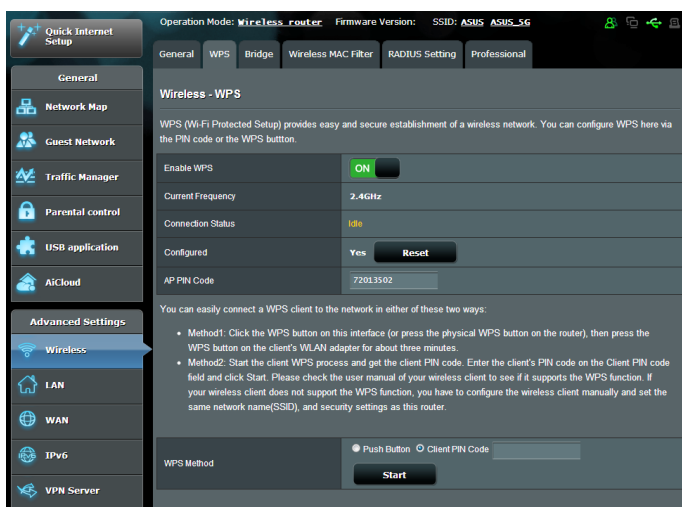 Quick Internet
Setup
Operation Mode: Wireless router Firmware Version: SSID: ASUS ASUS_5G
General WPS Bridge Wireless MAC Filter RADIUS Setting Professional
General
Network Map
Guest Network
Traffic Manager
Parental control
USB application
AiCloud
Advanced Settings
Wireless
LAN
WAN
IPv6
VPN Server
Wireless - WPS
WPS (Wi-Fi Protected Setup) provides easy and secure establishment of a wireless network. You can configure WPS here via
the PIN code or the WPS buttton.
Enable WPS ON
Current Frequency 2.4GHz
Connection Status Idle
Configured Yes Reset
AP PIN Code 72013502
You can easily connect a WPS client to the network in either of these two ways:
• Method1: Click the WPS button on this interface (or press the physical WPS button on the router), then press the
WPS button on the client's WLAN adapter for about three minutes.
• Method2: Start the client WPS process and get the client PIN code. Enter the client's PIN code on the Client PIN code
field and click Start. Please check the user manual of your wireless client to see if it supports the WPS function. If
your wireless client does not support the WPS function, you have to configure the wireless client manually and set the
same network name(SSID), and security settings as this router.
WPS Method Push Button Client PIN Code
Start